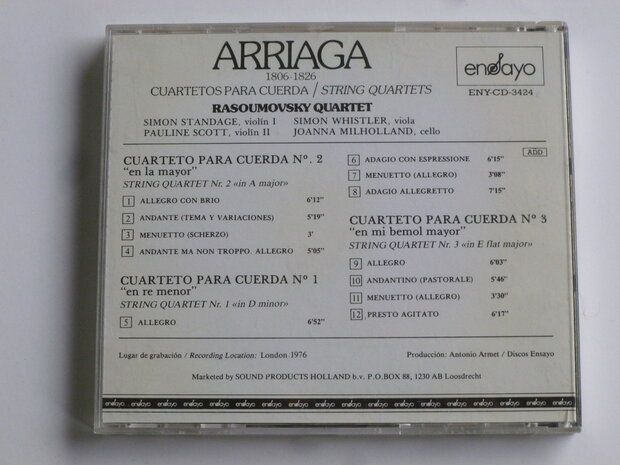 ARRIAGA
1806-1826
CUARTETOS PARA CUERDA / STRING QUARTETS
RASOUMOVSKY QUARTET
SIMON STANDAGE, violín I SIMON WHISTLER, viola
PAULINE SCOTT, violin II JOANNA MILHOLLAND, cello
ensayo
ENY-CD-3424
ADD
CUARTETO PARA CUERDA Nº. 2
"en la mayor"
STRING QUARTET Nr. 2 «in A major»
1 ALLEGRO CON BRIO 6'12"
2 ANDANTE (TEMA Y VARIACIONES) 5'19"
3 MENUETTO (SCHERZO) 3'
4 ANDANTE MA NON TROPPO. ALLEGRO 5'05"
CUARTETO PARA CUERDA Nº 1
"en re menor"
STRING QUARTET Nr. 1 «in D minor»
5 ALLEGRO 6'52"
6 ADAGIO CON ESPRESSIONE 6'15"
7 MENUETTO (ALLEGRO) 3'08"
8 ADAGIO ALLEGRETTO 7'15"
CUARTETO PARA CUERDA Nº 3
"en mi bemol mayor"
STRING QUARTET Nr. 3 «in E flat major»
9 ALLEGRO 6'03"
10 ANDANTINO (PASTORALE) 5'46"
11 MENUETTO (ALLEGRO) 3'30"
12 PRESTO AGITATO 6'17"
Lugar de grabación / Recording Location: London 1976
Producción: Antonio Armet / Discos Ensayo
Marketed by SOUND PRODUCTS HOLLAND b.v. P.O.BOX 88, 1230 AB Loosdrecht
ensayo ensayo ensayo ensayo ensayo ensayo ensayo ensayo ensayo ensayo ensayo ensayo ensayo ensayo ensayo ensayo